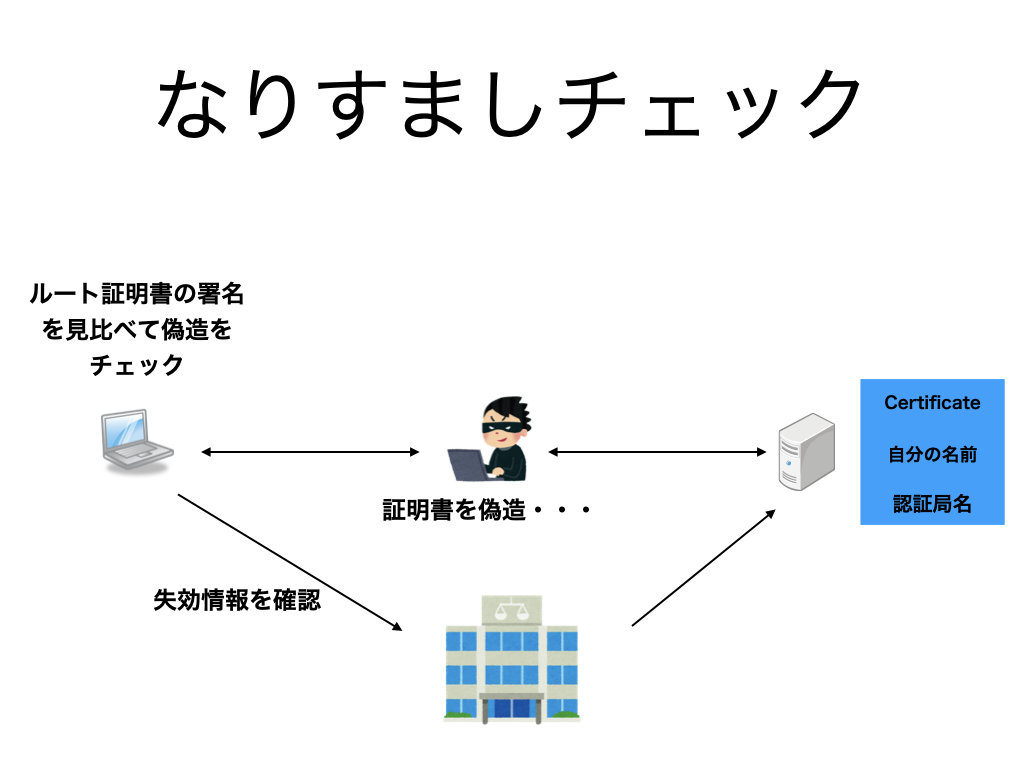 なりすましチェック
ルート証明書の署名
を見比べて偽造を
チェック
Certificate
自分の名前
認証局名
証明書を偽造・・・
失効情報を確認